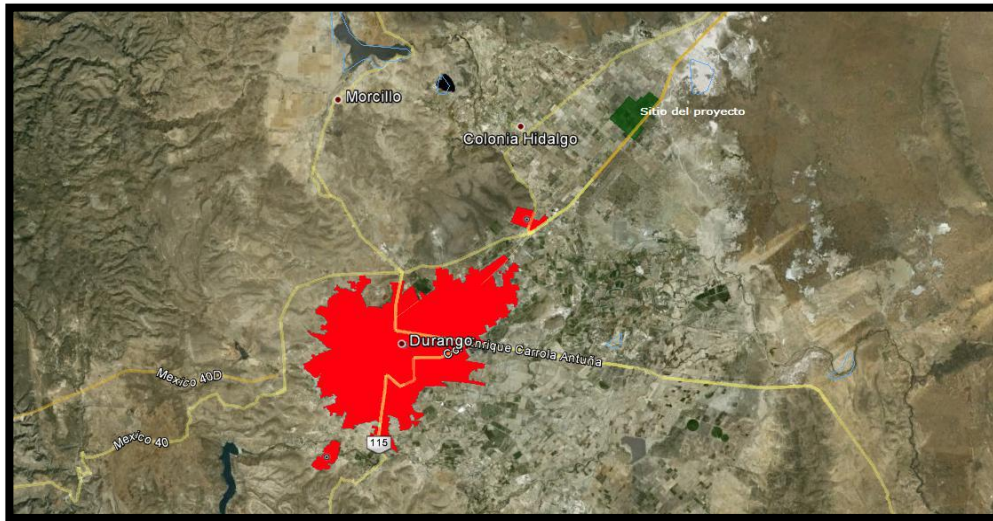 Morcillo
Sitio del proyecto
Colonia Hidalgo
Durango
Enrique Carrola Antuña
Mexico 40D
Mexico 40
115